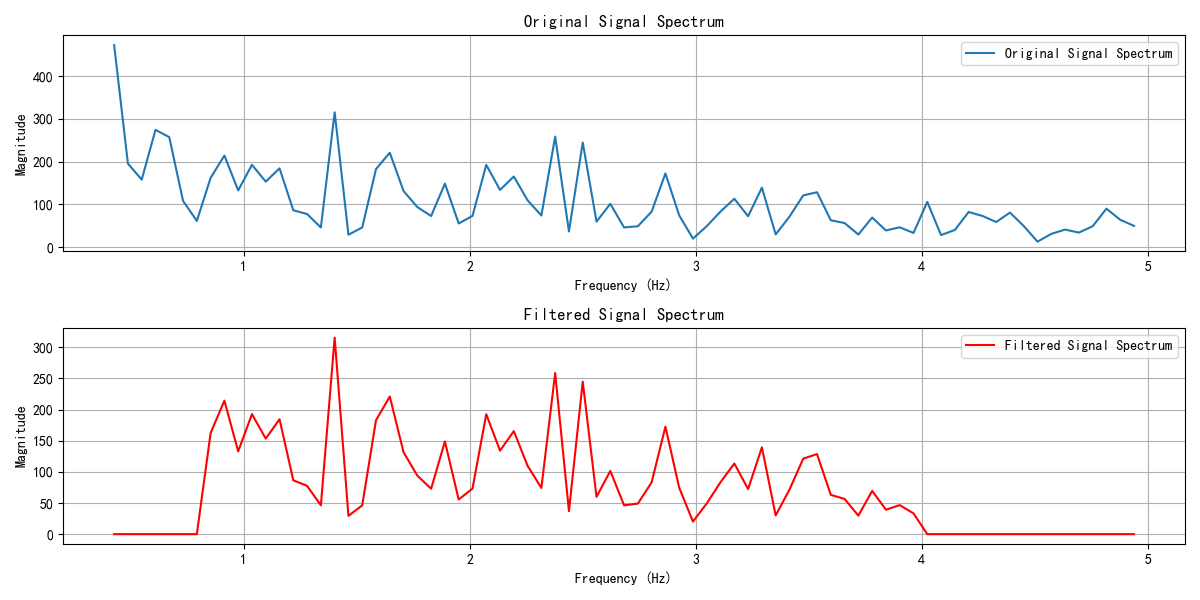 Original Signal Spectrum
400
300
200
100
0
Magnitude
Original Signal Spectrum
1 2 3 4 5
Frequency (Hz)
Filtered Signal Spectrum
300
250
200
150
100
50
0
Magnitude
Filtered Signal Spectrum
1 2 3 4 5
Frequency (Hz)